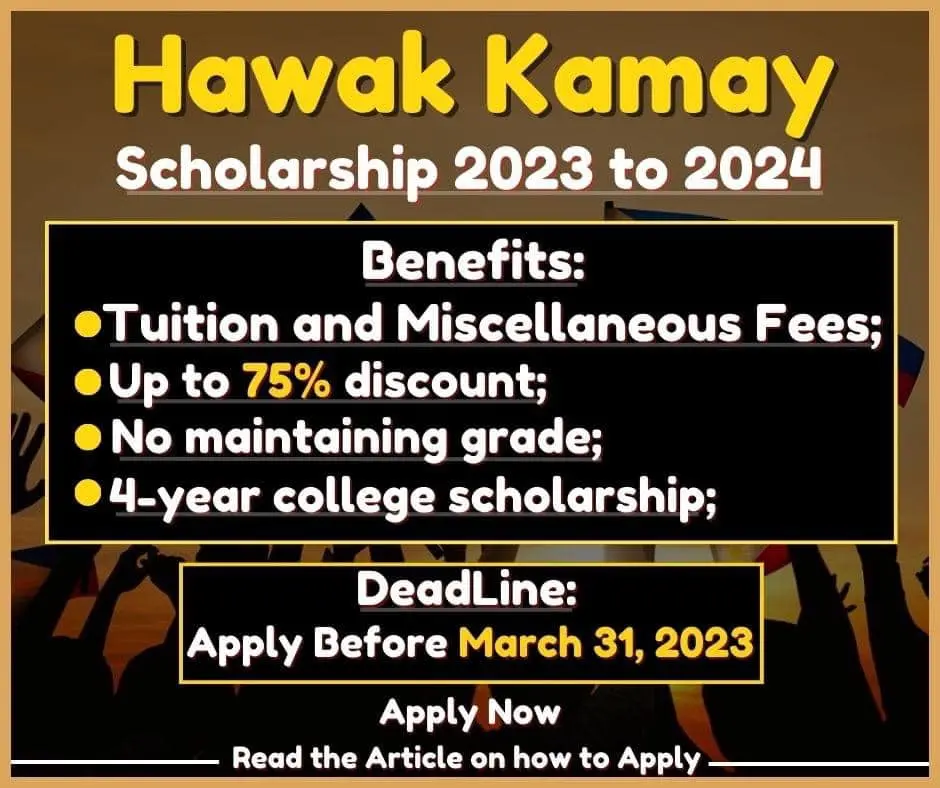 Hawak Kamay
Scholarship 2023 to 2024
Benefits:
Tuition and Miscellaneous Fees;
Up to 75% discount;
No maintaining grade;
4-year college scholarship;
DeadLine:
Apply Before March 31, 2023
Apply Now
Read the Article on how to Apply